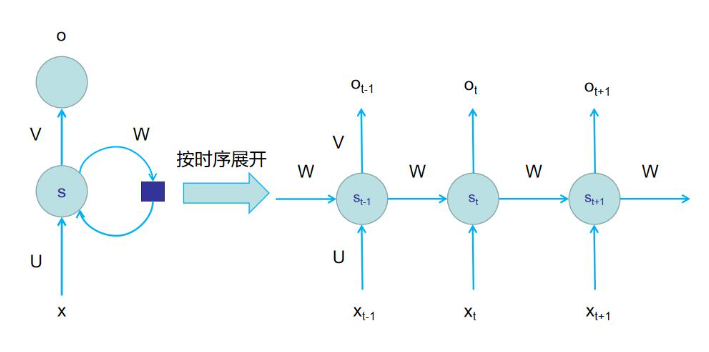 o
V
W
s
U
x
按时序展开
o_{t-1}
o_t
o_{t+1}
V
W
W
W
W
s_{t-1}
s_t
s_{t+1}
U
x_{t-1}
x_t
x_{t+1}